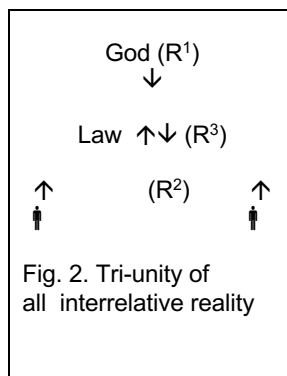 God (R¹)
↓
Law ↑↓ (R³)
↑ (R²) ↑
Fig. 2. Tri-unity of
all interrelative reality